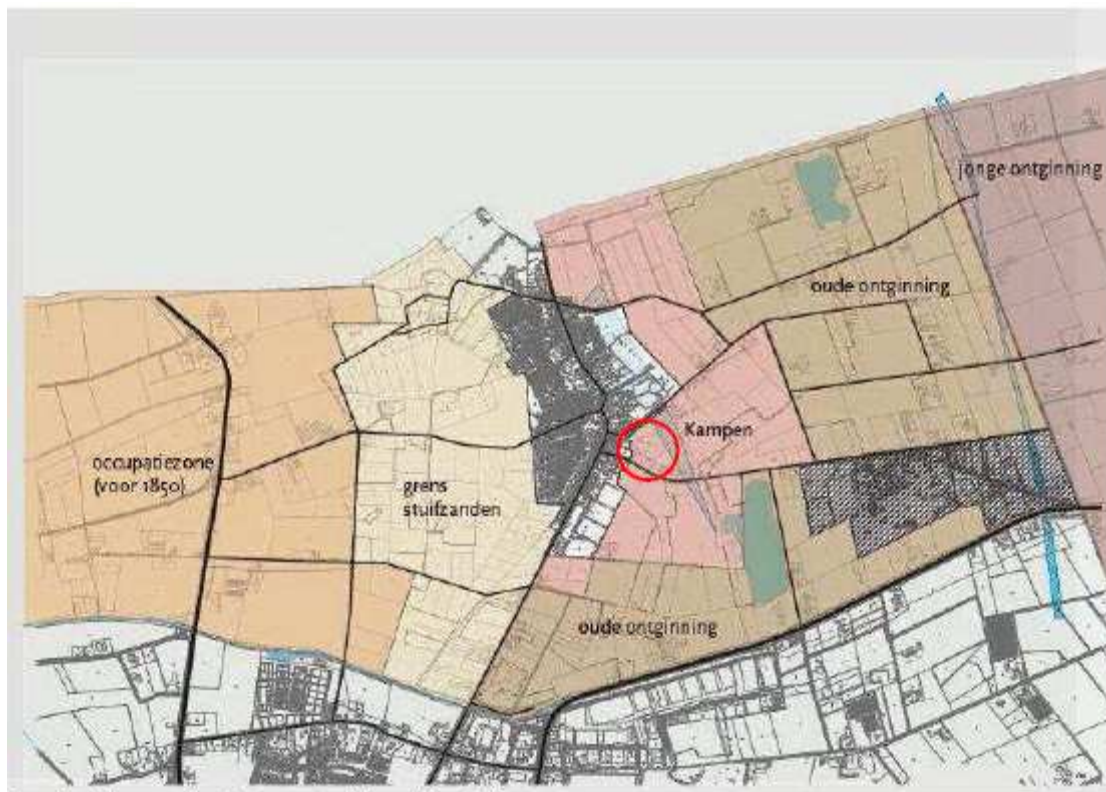 jonge ontginning
oude ontginning
Kampen
occupatiezone
(voor 1850)
grens
stuifzanden
oude ontginning